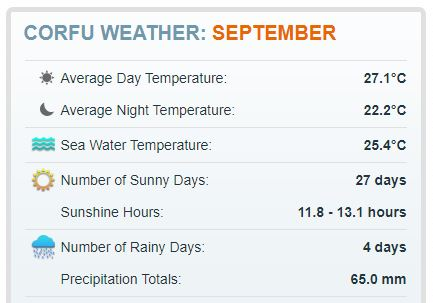 CORFU WEATHER: SEPTEMBER
Average Day Temperature: 27.1°C
Average Night Temperature: 22.2°C
Sea Water Temperature: 25.4°C
Number of Sunny Days: 27 days
Sunshine Hours: 11.8 - 13.1 hours
Number of Rainy Days: 4 days
Precipitation Totals: 65.0 mm